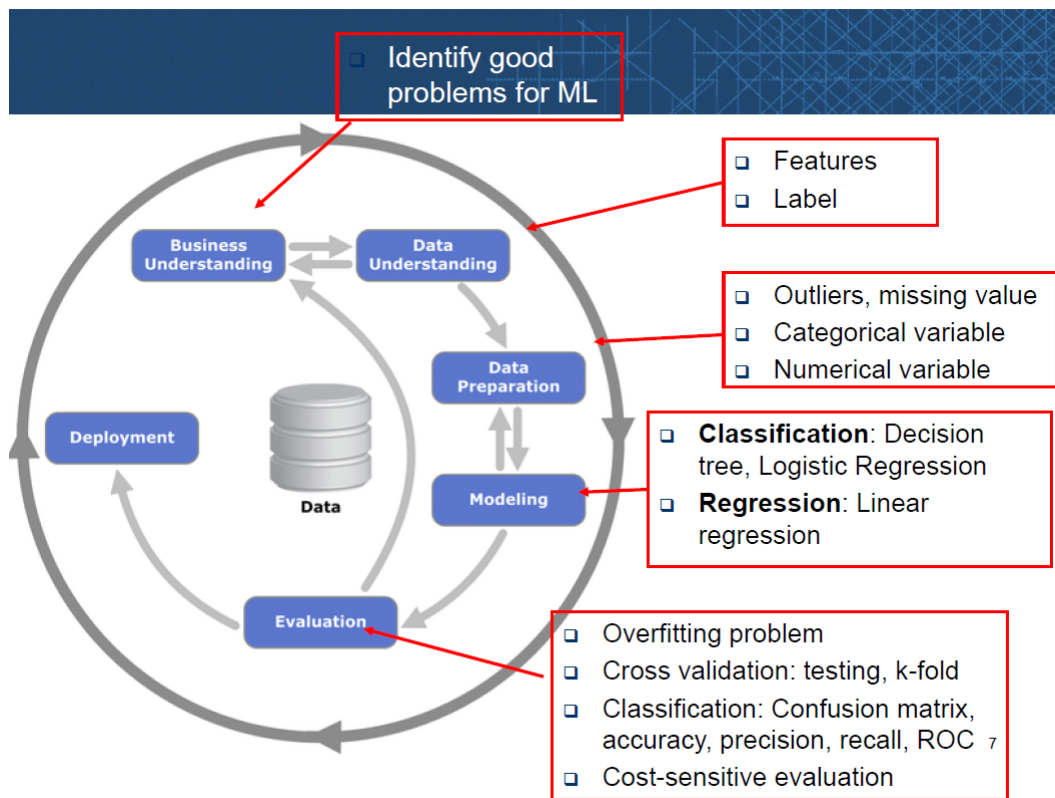 ❑ Identify good
problems for ML
❑ Features
❑ Label
Business
Understanding
Data
Understanding
❑ Outliers, missing value
❑ Categorical variable
❑ Numerical variable
Data
Preparation
Deployment
Data
❑ Classification: Decision
tree, Logistic Regression
❑ Regression: Linear
regression
Modeling
Evaluation
❑ Overfitting problem
❑ Cross validation: testing, k-fold
❑ Classification: Confusion matrix,
accuracy, precision, recall, ROC 7
❑ Cost-sensitive evaluation